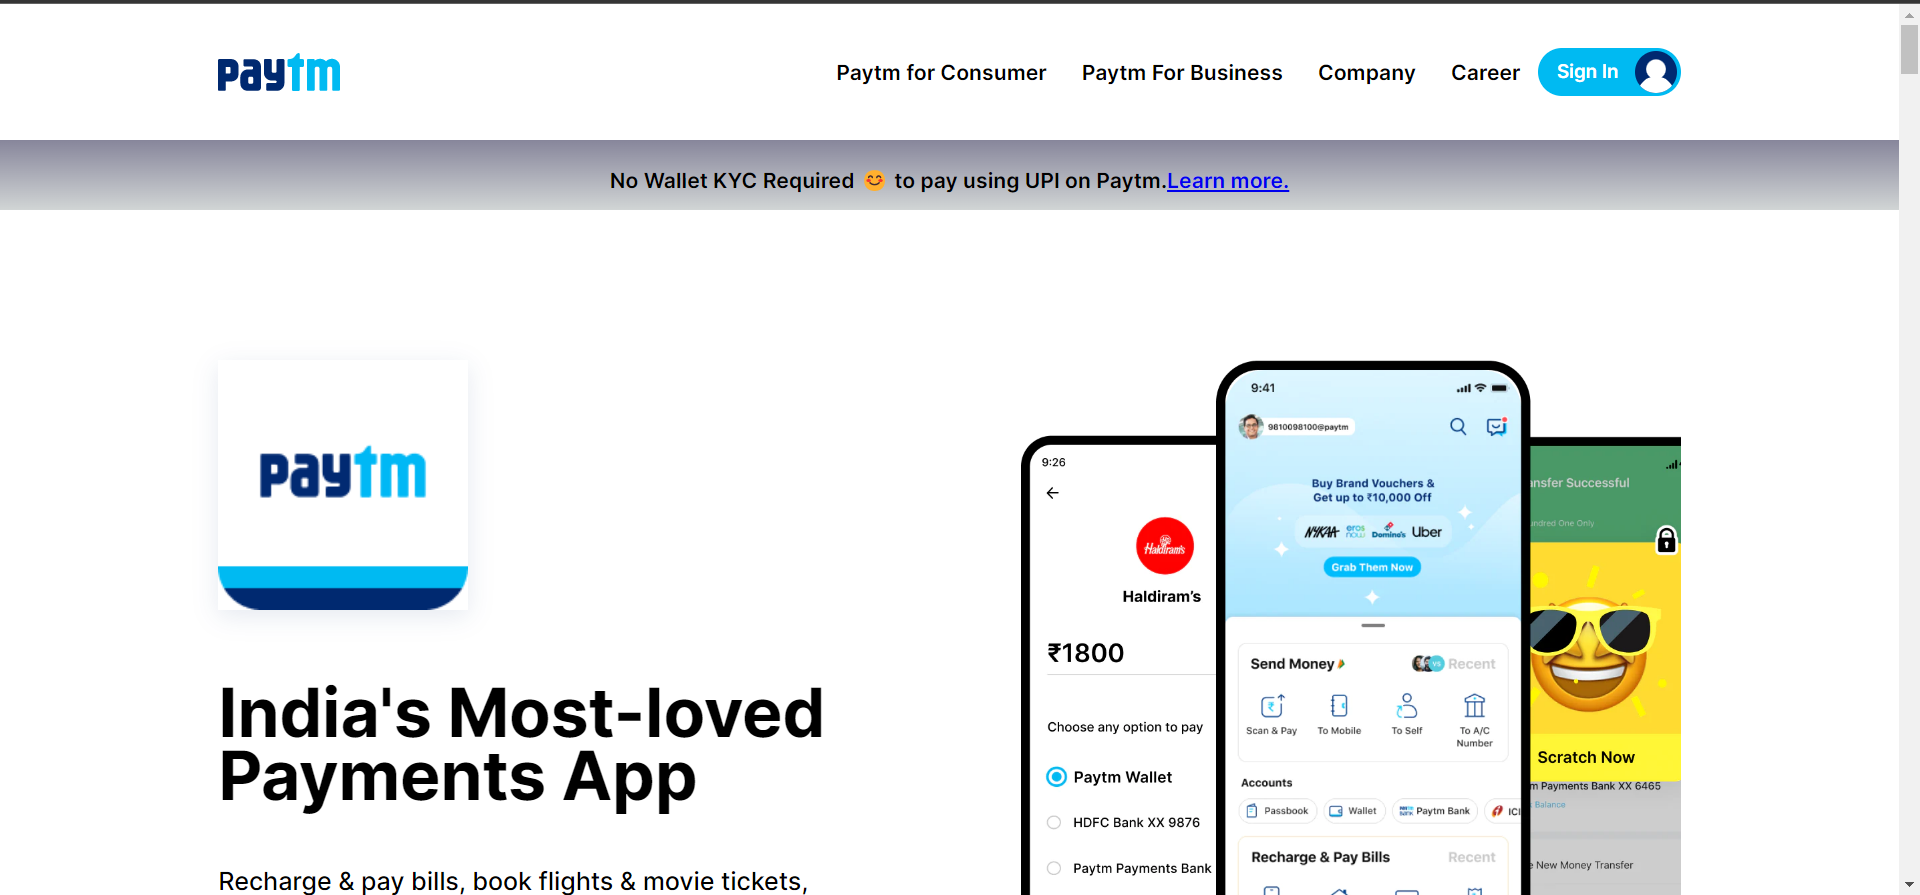 paytm
Paytm for Consumer
Paytm For Business
Company
Career
Sign In
No Wallet KYC Required 😊 to pay using UPI on Paytm.Learn more.
paytm
India's Most-loved
Payments App
Recharge & pay bills, book flights & movie tickets,
9:26
Haldiram's
Haldiram's
₹1800
Choose any option to pay
Paytm Wallet
HDFC Bank XX 9876
Paytm Payments Bank
9:41
9810098100@paytm
Buy Brand Vouchers &
Get up to ₹10,000 Off
NYKAA
eros now
Domino's
Uber
Grab Them Now
Send Money
VS
Recent
Scan & Pay
To Mobile
To Self
To A/C
Number
Accounts
Passbook
Wallet
Paytm Bank
ICI
Recharge & Pay Bills
Recent
ansfer Successful
undred One Only
Scratch Now
m Payments Bank XX 6465
Balance
New Money Transfer